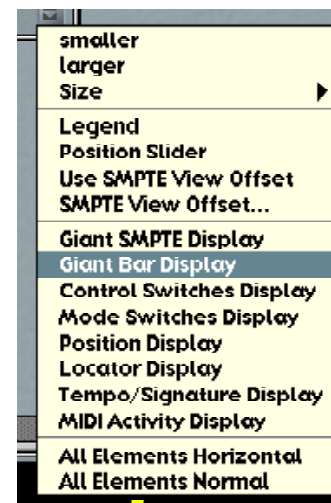 smaller
larger
Size
Legend
Position Slider
Use SMPTE View Offset
SMPTE View Offset...
Giant SMPTE Display
Giant Bar Display
Control Switches Display
Mode Switches Display
Position Display
Locator Display
Tempo/Signature Display
MIDI Activity Display
All Elements Horizontal
All Elements Normal